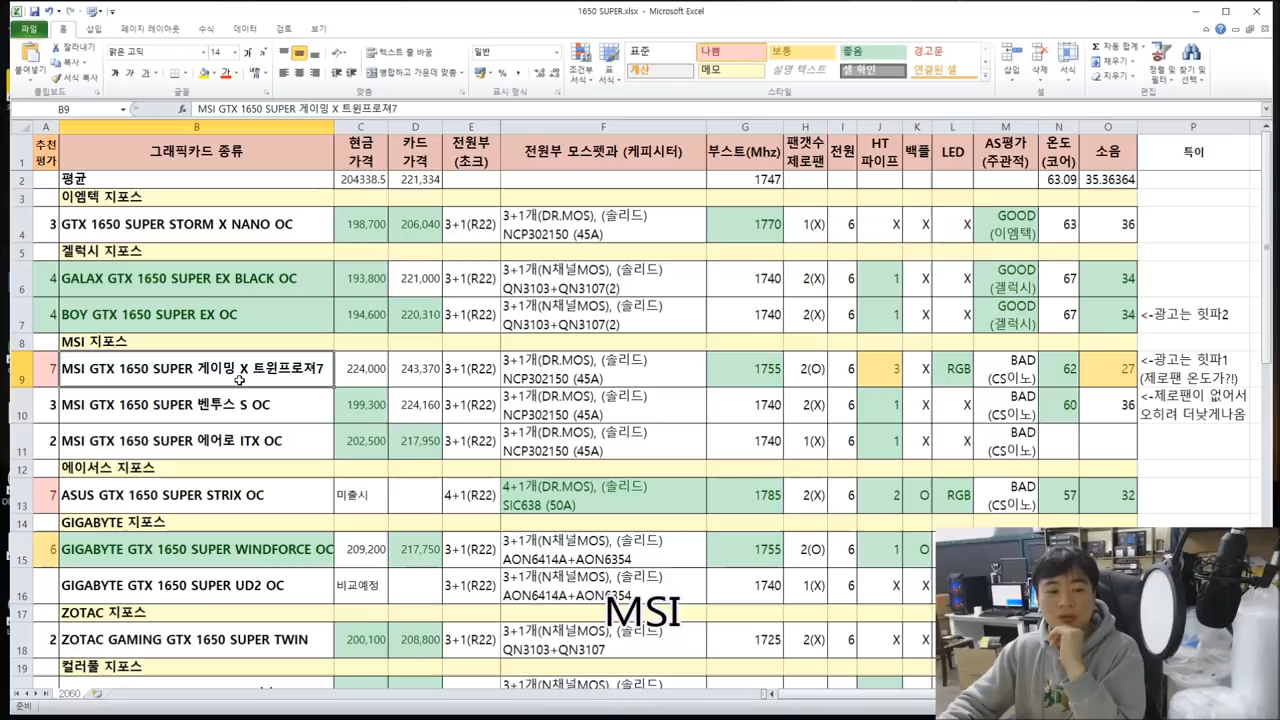 1650 SUPER.xlsx - Microsoft Excel
파일 홈 삽입 페이지 레이아웃 수식 데이터 검토 보기
잘라내기
복사
서식 복사
붙여넣기
클립보드
맑은 고딕 14
글꼴
텍스트 줄 바꿈
병합하고 가운데 맞춤
맞춤
일반
표시 형식
조건부 서식
표 서식
표준 나쁨 보통 좋음 경고문
계산 메모 설명 텍스트 셀 확인 연결된 셀
스타일
삽입 삭제 서식
셀
자동 합계
채우기
지우기
정렬 및 필터
찾기 및 선택
편집
B9 fx MSI GTX 1650 SUPER 게이밍 X 트윈프로져7
A B C D E F G H I J K L M N O P
1 추천 평가 그래픽카드 종류 현금 가격 카드 가격 전원부 (초크) 전원부 모스펫과 (케피시터) 부스트(Mhz) 팬갯수 제로팬 전원 HT 파이프 백플 LED AS평가 (주관적) 온도 (코어) 소음 특이
2 평균 204338.5 221,334 1747 63.09 35.36364
3 이엠텍 지포스
4 3 GTX 1650 SUPER STORM X NANO OC 198,700 206,040 3+1(R22) 3+1개(DR.MOS), (솔리드) NCP302150 (45A) 1770 1(X) 6 X X X GOOD (이엠텍) 63 36
5 겔럭시 지포스
6 4 GALAX GTX 1650 SUPER EX BLACK OC 193,800 221,000 3+1(R22) 3+1개(N채널MOS), (솔리드) QN3103+QN3107(2) 1740 2(X) 6 1 X X GOOD (겔럭시) 67 34
7 4 BOY GTX 1650 SUPER EX OC 194,600 220,310 3+1(R22) 3+1개(N채널MOS), (솔리드) QN3103+QN3107(2) 1740 2(X) 6 1 X X GOOD (겔럭시) 67 34 <-광고는 힛파2
8 MSI 지포스
9 7 MSI GTX 1650 SUPER 게이밍 X 트윈프로져7 224,000 243,370 3+1(R22) 3+1개(DR.MOS), (솔리드) NCP302150 (45A) 1755 2(O) 6 3 X RGB BAD (CS이노) 62 27 <-광고는 힛파1 (제로팬 온도가?!)
10 3 MSI GTX 1650 SUPER 벤투스 S OC 199,300 224,160 3+1(R22) 3+1개(DR.MOS), (솔리드) NCP302150 (45A) 1740 2(X) 6 1 X X BAD (CS이노) 60 36 <-제로팬이 없어서 오히려 더낮게나옴
11 2 MSI GTX 1650 SUPER 에어로 ITX OC 202,500 217,950 3+1(R22) 3+1개(DR.MOS), (솔리드) NCP302150 (45A) 1740 1(X) 6 1 X X BAD (CS이노)
12 에이서스 지포스
13 7 ASUS GTX 1650 SUPER STRIX OC 미출시 4+1(R22) 4+1개(DR.MOS), (솔리드) SIC638 (50A) 1785 2(X) 6 2 O RGB BAD (CS이노) 57 32
14 GIGABYTE 지포스
15 6 GIGABYTE GTX 1650 SUPER WINDFORCE OC 209,200 217,750 3+1(R22) 3+1개(N채널MOS), (솔리드) AON6414A+AON6354 1755 2(O) 6 1 O
16 GIGABYTE GTX 1650 SUPER UD2 OC 비교예정 3+1(R22) 3+1개(N채널MOS), (솔리드) AON6414A+AON6354 1740 1(X) 6 X X
17 ZOTAC 지포스
18 2 ZOTAC GAMING GTX 1650 SUPER TWIN 200,100 208,800 3+1(R22) 3+1개(N채널MOS), (솔리드) QN3103+QN3107 1725 2(X) 6 X X
19 컬러풀 지포스
3+1개(N채널MOS), (솔리드)
MSI
2060
준비